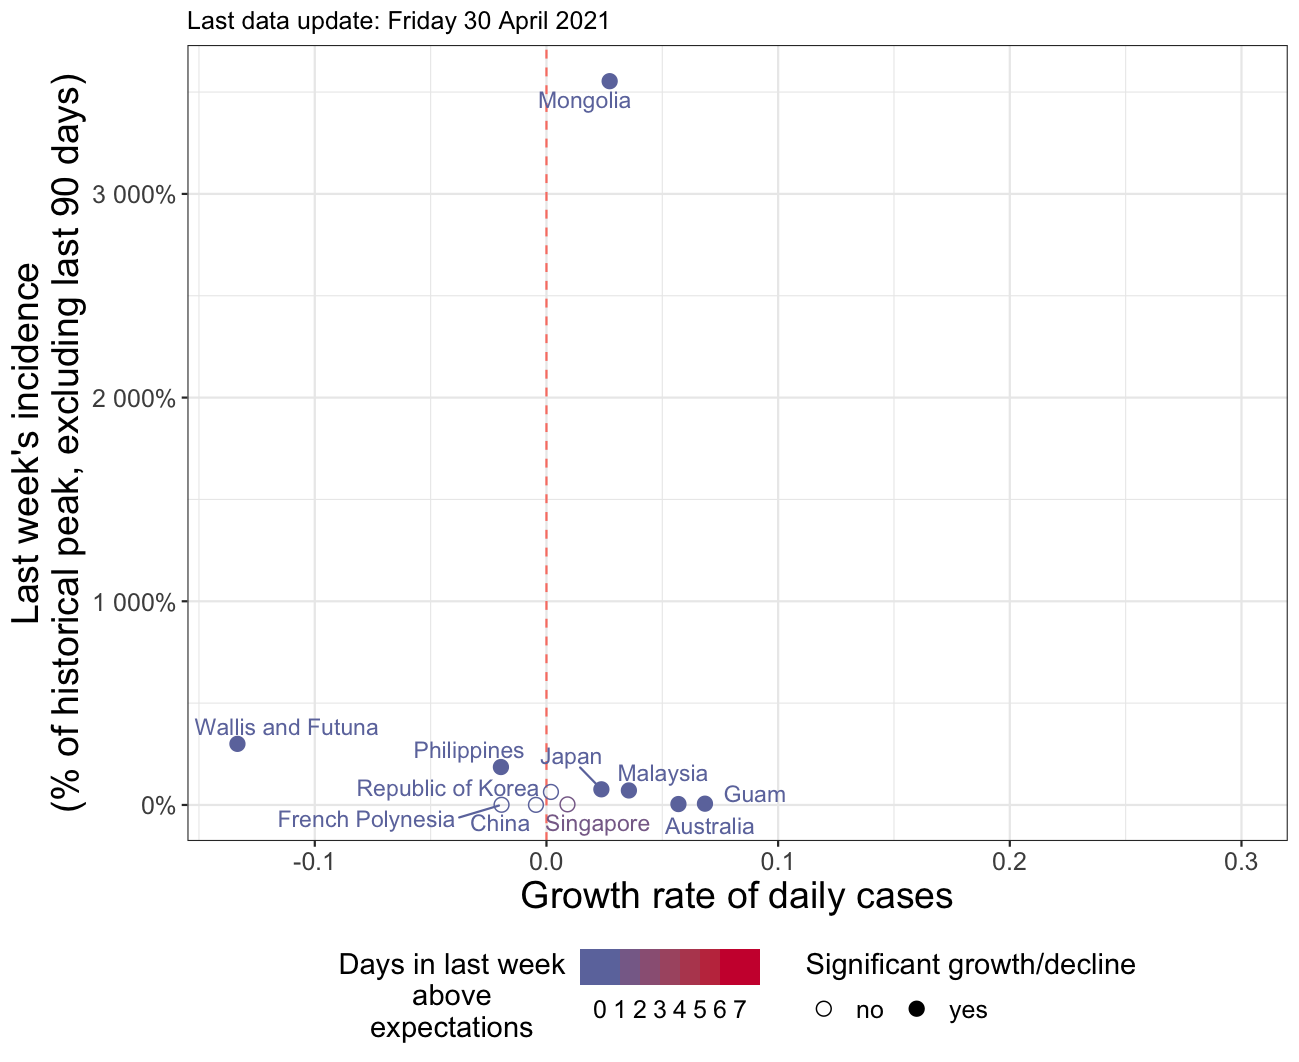 Last data update: Friday 30 April 2021
Last week's incidence
(% of historical peak, excluding last 90 days)
3 000%
2 000%
1 000%
0%
Mongolia
Wallis and Futuna
Philippines
Japan
Malaysia
Republic of Korea
Guam
French Polynesia
China
Singapore
Australia
-0.1
0.0
0.1
0.2
0.3
Growth rate of daily cases
Days in last week
above
expectations
0 1 2 3 4 5 6 7
Significant growth/decline
no
yes